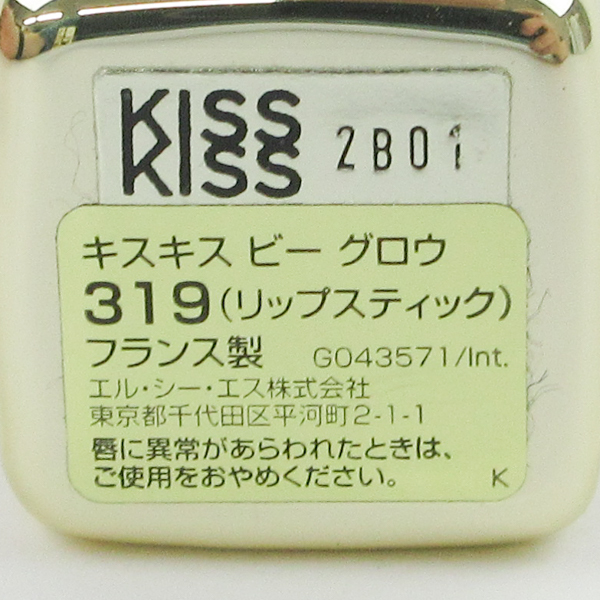 KISS
KISS
2B01
キスキス ビー グロウ
319(リップスティック)
フランス製 G043571/Int.
エル・シー・エス株式会社
東京都千代田区平河町2-1-1
唇に異常があらわれたときは、
ご使用をおやめください。 K